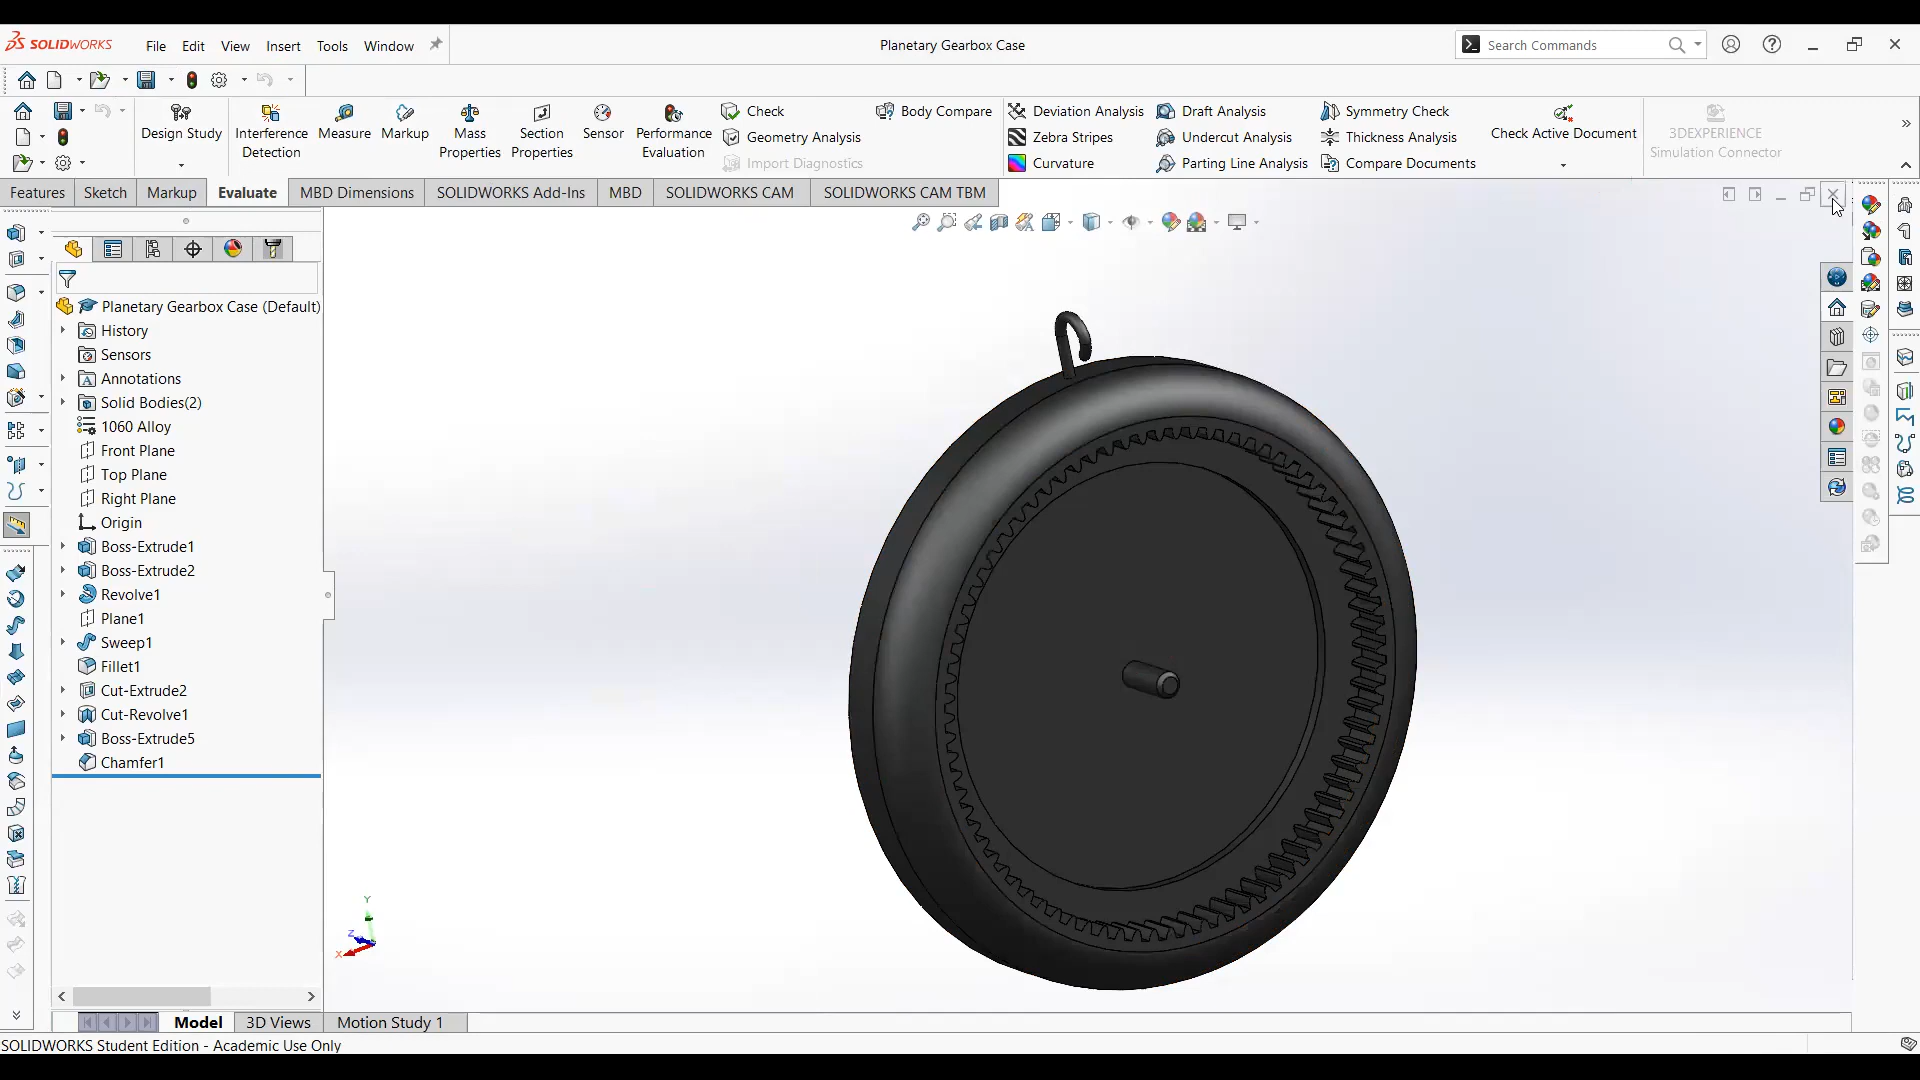 SOLIDWORKS
File Edit View Insert Tools Window
Planetary Gearbox Case
Search Commands
Design Study
Interference Detection
Measure
Markup
Mass Properties
Section Properties
Sensor
Performance Evaluation
Check
Geometry Analysis
Import Diagnostics
Body Compare
Deviation Analysis
Zebra Stripes
Curvature
Draft Analysis
Undercut Analysis
Parting Line Analysis
Symmetry Check
Thickness Analysis
Compare Documents
Check Active Document
3DEXPERIENCE
Simulation Connector
Features Sketch Markup Evaluate MBD Dimensions SOLIDWORKS Add-Ins MBD SOLIDWORKS CAM SOLIDWORKS CAM TBM
Planetary Gearbox Case (Default)
History
Sensors
Annotations
Solid Bodies(2)
1060 Alloy
Front Plane
Top Plane
Right Plane
Origin
Boss-Extrude1
Boss-Extrude2
Revolve1
Plane1
Sweep1
Fillet1
Cut-Extrude2
Cut-Revolve1
Boss-Extrude5
Chamfer1
Y
Z
X
Model 3D Views Motion Study 1
SOLIDWORKS Student Edition - Academic Use Only